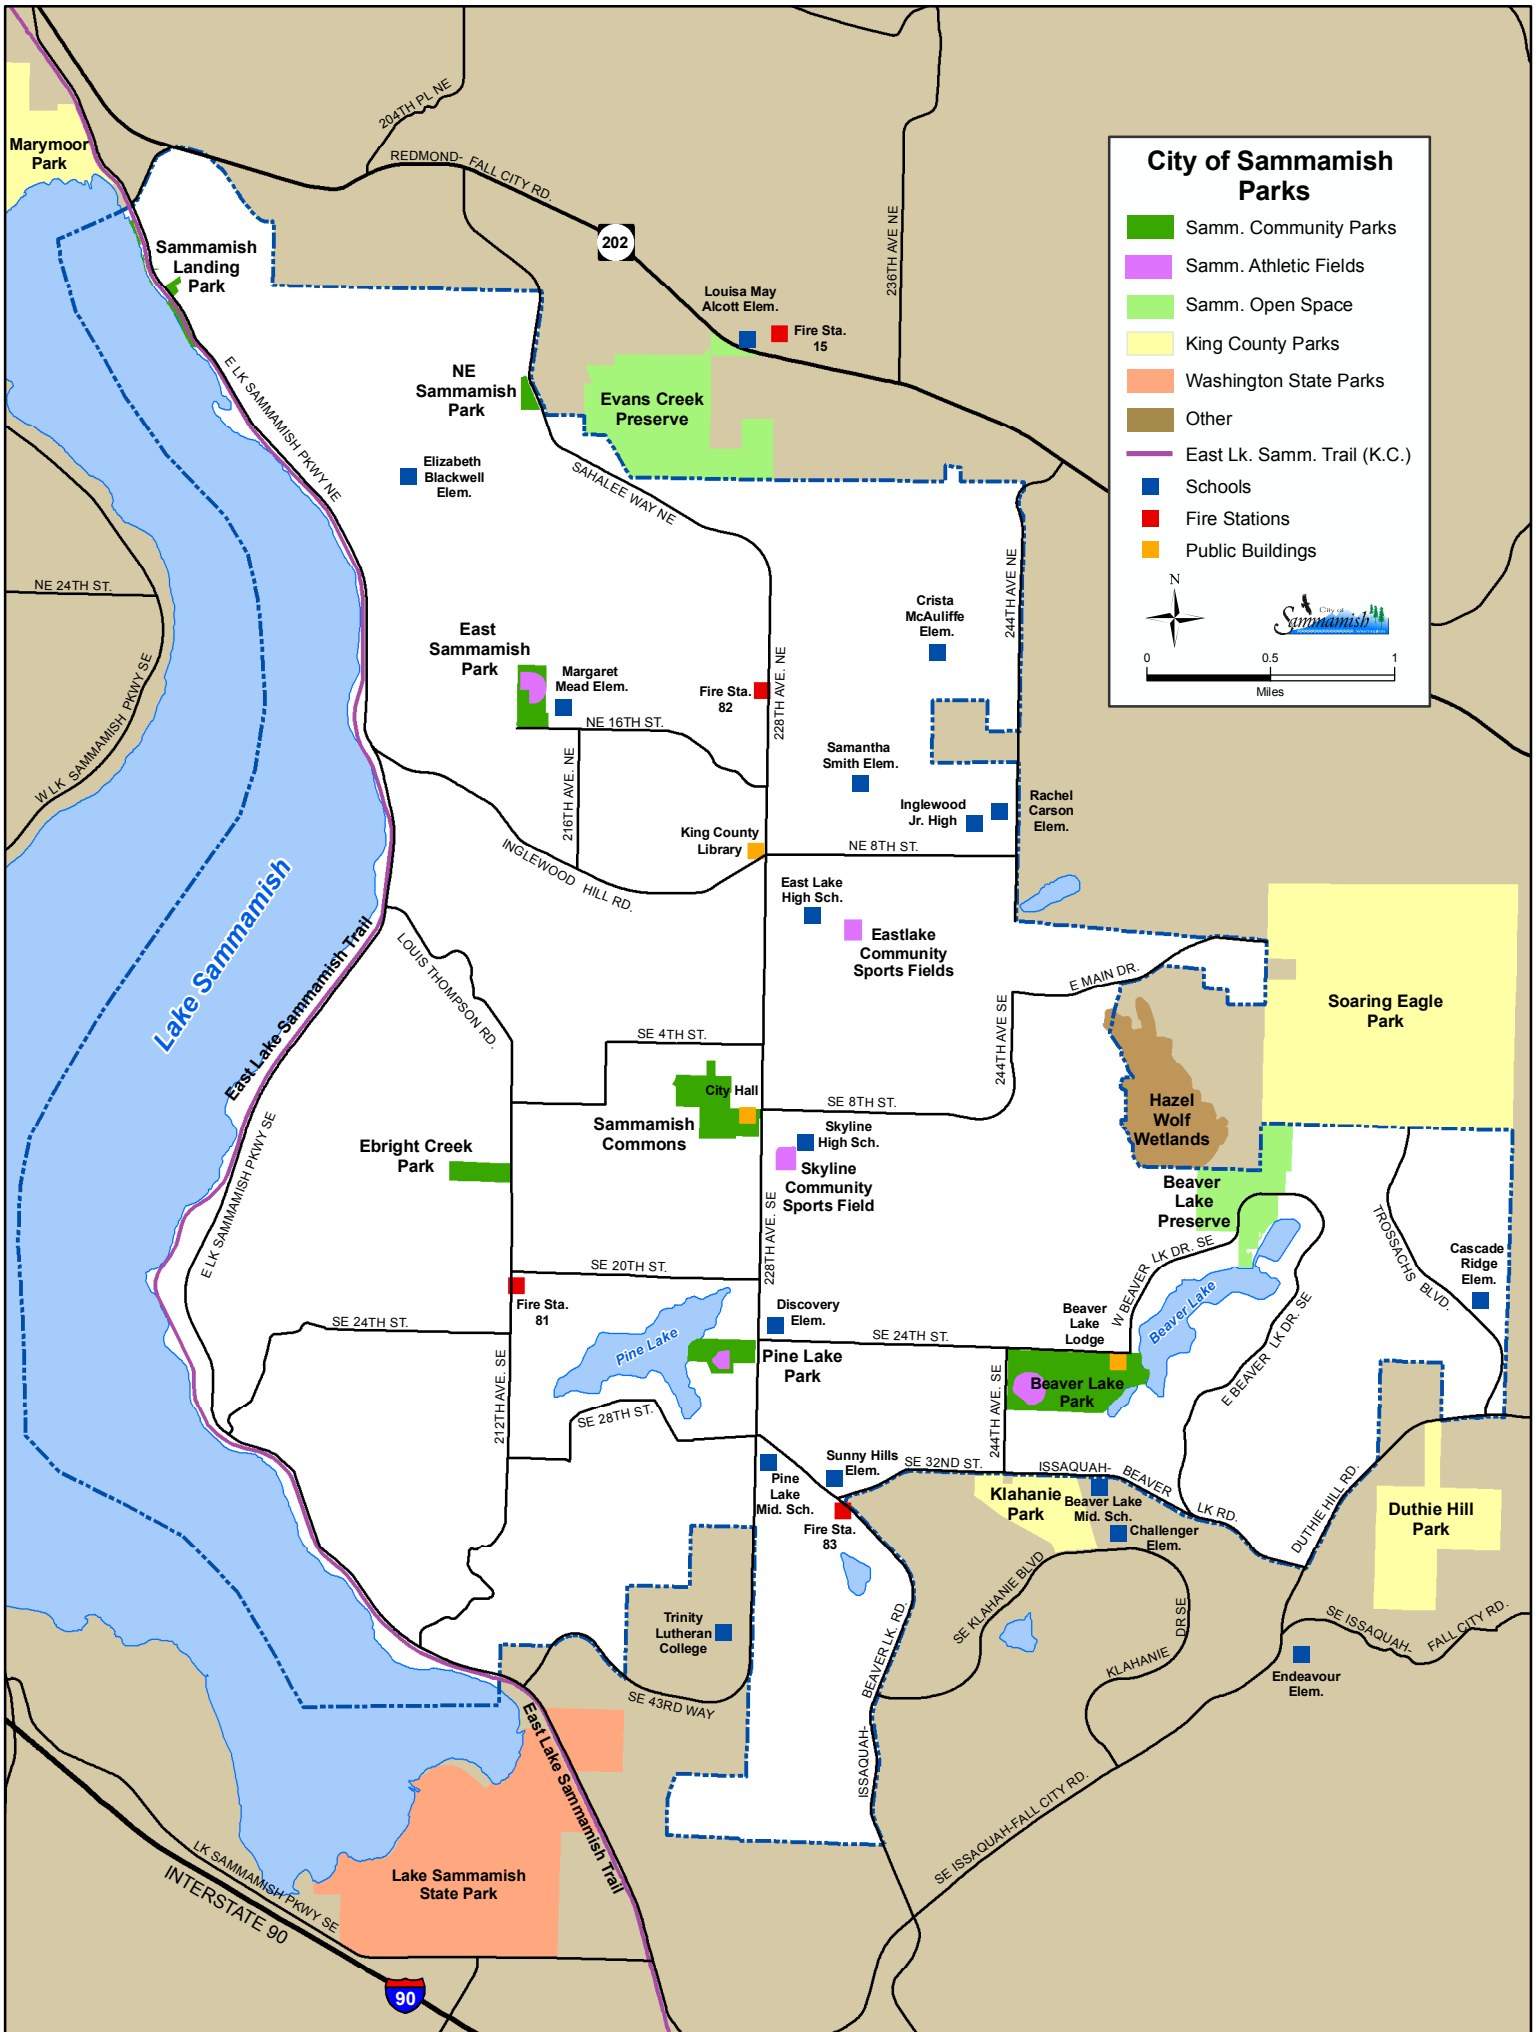 204TH PL NE
Marymoor
Park
REDMOND- FALL CITY RD.
202
236TH AVE NE
Sammamish
Landing
Park
Louisa May
Alcott Elem.
Fire Sta.
15
City of Sammamish
Parks
Samm. Community Parks
Samm. Athletic Fields
Samm. Open Space
King County Parks
Washington State Parks
Other
East Lk. Samm. Trail (K.C.)
Schools
Fire Stations
Public Buildings
N
City of
Sammamish
0
0.5
1
Miles
E LK SAMMAMISH PKWY NE
NE
Sammamish
Park
Evans Creek
Preserve
Elizabeth
Blackwell
Elem.
SAHALEE WAY NE
NE 24TH ST.
W LK SAMMAMISH PKWY SE
244TH AVE NE
Crista
McAuliffe
Elem.
East
Sammamish
Park
Margaret
Mead Elem.
Fire Sta.
82
228TH AVE. NE
NE 16TH ST.
216TH AVE. NE
Samantha
Smith Elem.
Inglewood
Jr. High
Rachel
Carson
Elem.
King County
Library
NE 8TH ST.
INGLEWOOD HILL RD.
East Lake
High Sch.
Eastlake
Community
Sports Fields
Lake Sammamish
East Lake Sammamish Trail
LOUIS THOMPSON RD.
E MAIN DR.
Soaring Eagle
Park
SE 4TH ST.
244TH AVE SE
City Hall
Sammamish
Commons
SE 8TH ST.
Hazel
Wolf
Wetlands
Skyline
High Sch.
Ebright Creek
Park
E LK SAMMAMISH PKWY SE
Skyline
Community
Sports Field
Beaver
Lake
Preserve
228TH AVE. SE
TROSSACHS BLVD.
W BEAVER LK DR. SE
Cascade
Ridge
Elem.
SE 20TH ST.
Fire Sta.
81
Discovery
Elem.
Beaver
Lake
Lodge
Beaver Lake
SE 24TH ST.
Pine Lake
SE 24TH ST.
E BEAVER LK DR. SE
Pine Lake
Park
212TH AVE. SE
244TH AVE. SE
Beaver Lake
Park
SE 28TH ST.
Sunny Hills
Elem.
SE 32ND ST.
ISSAQUAH- BEAVER LK RD.
Pine
Lake
Mid. Sch.
Klahanie
Park
Beaver Lake
Mid. Sch.
Fire Sta.
83
Challenger
Elem.
DUTHIE HILL RD.
Duthie Hill
Park
SE KLAHANIE BLVD
Trinity
Lutheran
College
ISSAQUAH- BEAVER LK. RD.
KLAHANIE DR SE
SE ISSAQUAH- FALL CITY RD.
Endeavour
Elem.
SE 43RD WAY
East Lake Sammamish Trail
SE ISSAQUAH-FALL CITY RD.
LK SAMMAMISH PKWY SE
Lake Sammamish
State Park
INTERSTATE 90
90